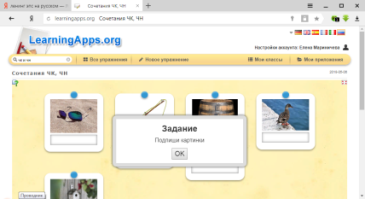 learningapps.org Сочетания ЧК, ЧН
LearningApps.org
Настройки аккаунта: Елена
Все упражнения
Новое упражнение
Мои классы
Мои приложения
Сочетания ЧК, ЧН
Задание
Подпиши картинки
OK